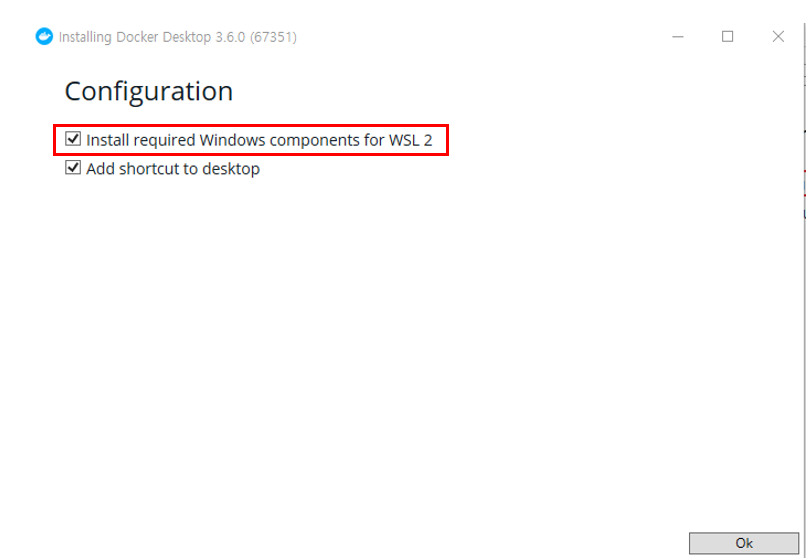 Installing Docker Desktop 3.6.0 (67351)
Configuration
Install required Windows components for WSL 2
Add shortcut to desktop
Ok